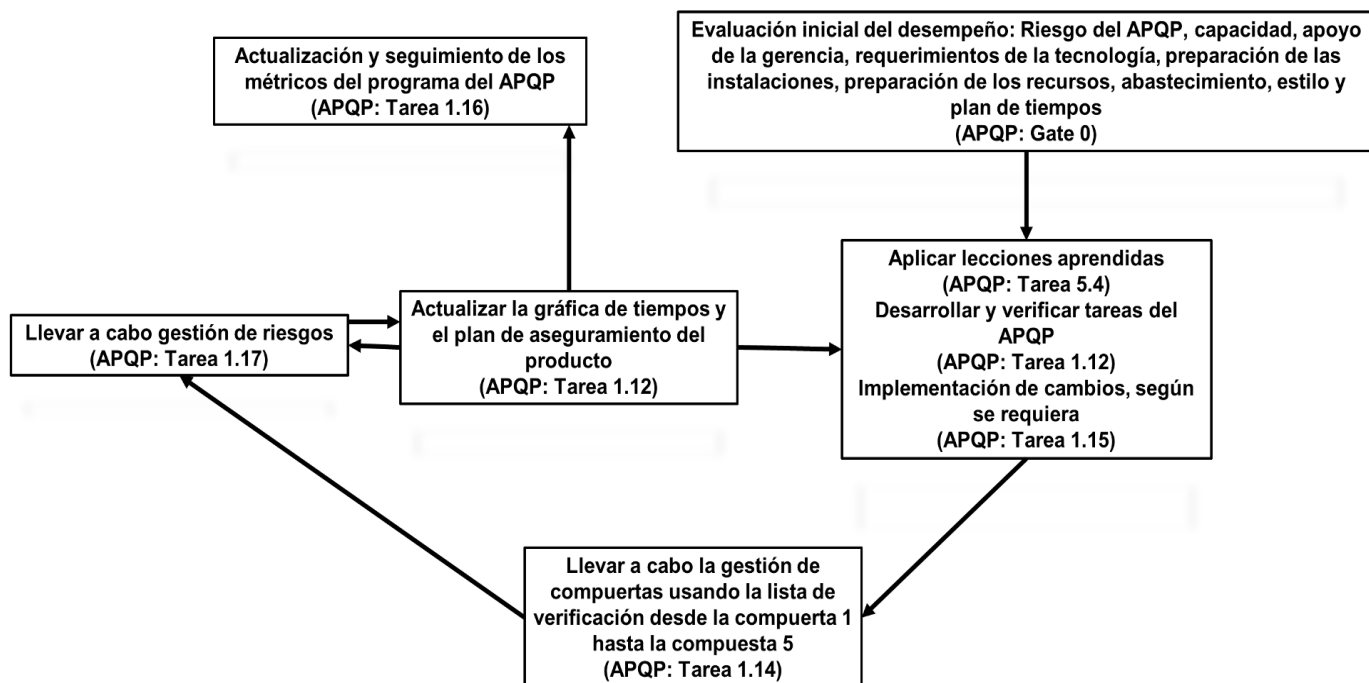 Evaluación inicial del desempeño: Riesgo del APQP, capacidad, apoyo
de la gerencia, requerimientos de la tecnología, preparación de las
instalaciones, preparación de los recursos, abastecimiento, estilo y
plan de tiempos
(APQP: Gate 0)
Actualización y seguimiento de los
métricos del programa del APQP
(APQP: Tarea 1.16)
Aplicar lecciones aprendidas
(APQP: Tarea 5.4)
Desarrollar y verificar tareas del
APQP
(APQP: Tarea 1.12)
Implementación de cambios, según
se requiera
(APQP: Tarea 1.15)
Actualizar la gráfica de tiempos y
el plan de aseguramiento del
producto
(APQP: Tarea 1.12)
Llevar a cabo gestión de riesgos
(APQP: Tarea 1.17)
Llevar a cabo la gestión de
compuertas usando la lista de
verificación desde la compuerta 1
hasta la compuesta 5
(APQP: Tarea 1.14)